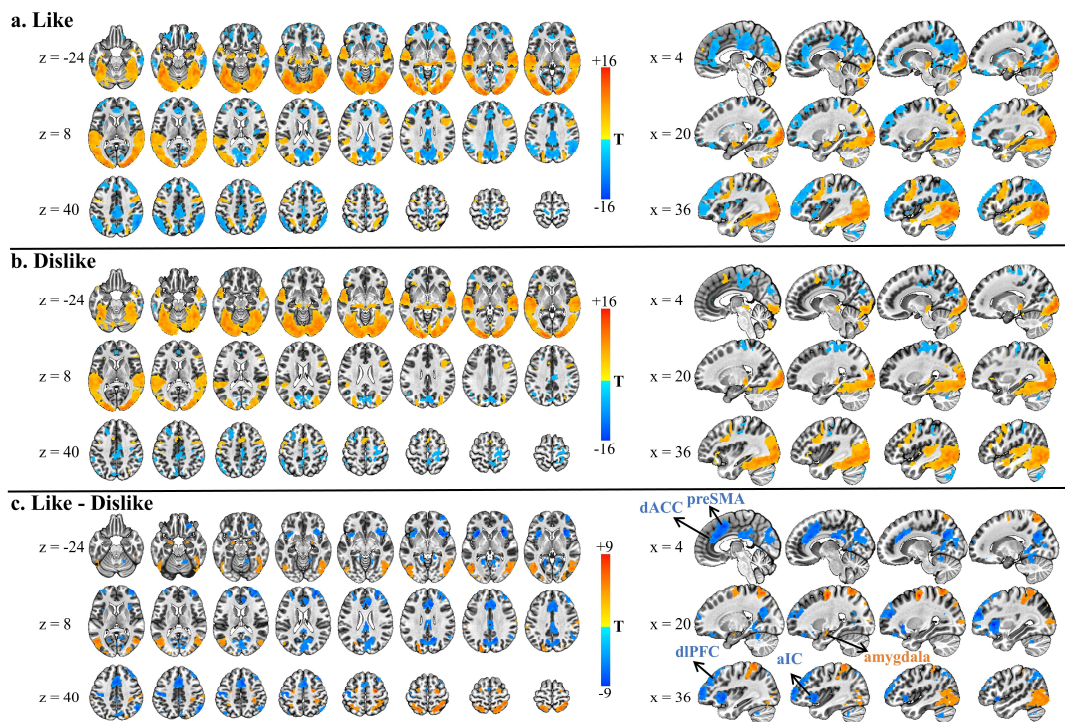 a. Like
z = -24
z = 8
z = 40
+16
T
-16
x = 4
x = 20
x = 36
b. Dislike
z = -24
z = 8
z = 40
+16
T
-16
x = 4
x = 20
x = 36
c. Like - Dislike
z = -24
z = 8
z = 40
+9
T
-9
preSMA
dACC
x = 4
x = 20
dlPFC
aIC
amygdala
x = 36